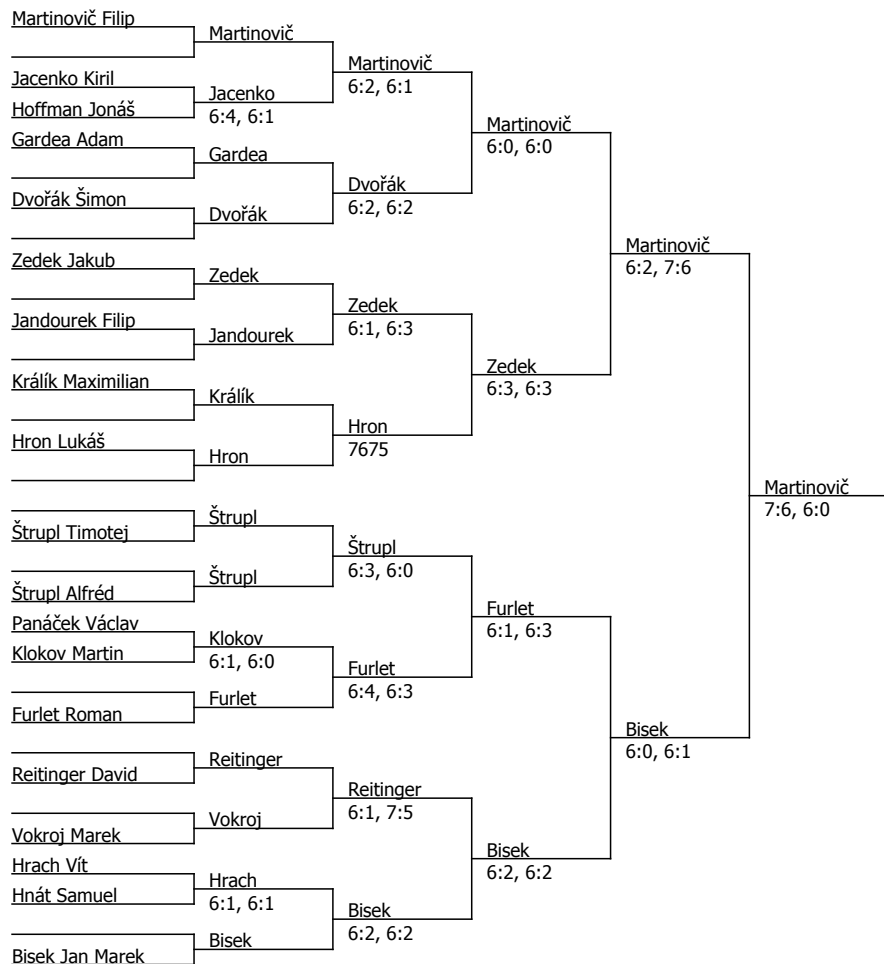 Martinovič Filip
Martinovič
Martinovič
6:2, 6:1
Jacenko Kiril
Jacenko
6:4, 6:1
Hoffman Jonáš
Martinovič
6:0, 6:0
Gardea Adam
Gardea
Dvořák
6:2, 6:2
Dvořák Šimon
Dvořák
Martinovič
6:2, 7:6
Zedek Jakub
Zedek
Zedek
6:1, 6:3
Jandourek Filip
Jandourek
Zedek
6:3, 6:3
Králík Maximilian
Králík
Hron
7675
Hron Lukáš
Hron
Martinovič
7:6, 6:0
Štrupl
Štrupl Timotej
Štrupl
6:3, 6:0
Štrupl
Štrupl Alfréd
Furlet
6:1, 6:3
Panáček Václav
Klokov
6:1, 6:0
Klokov Martin
Furlet
6:4, 6:3
Furlet
Furlet Roman
Bisek
6:0, 6:1
Reitinger
Reitinger David
Reitinger
6:1, 7:5
Vokroj
Vokroj Marek
Bisek
6:2, 6:2
Hrach Vít
Hrach
6:1, 6:1
Hnát Samuel
Bisek
6:2, 6:2
Bisek
Bisek Jan Marek